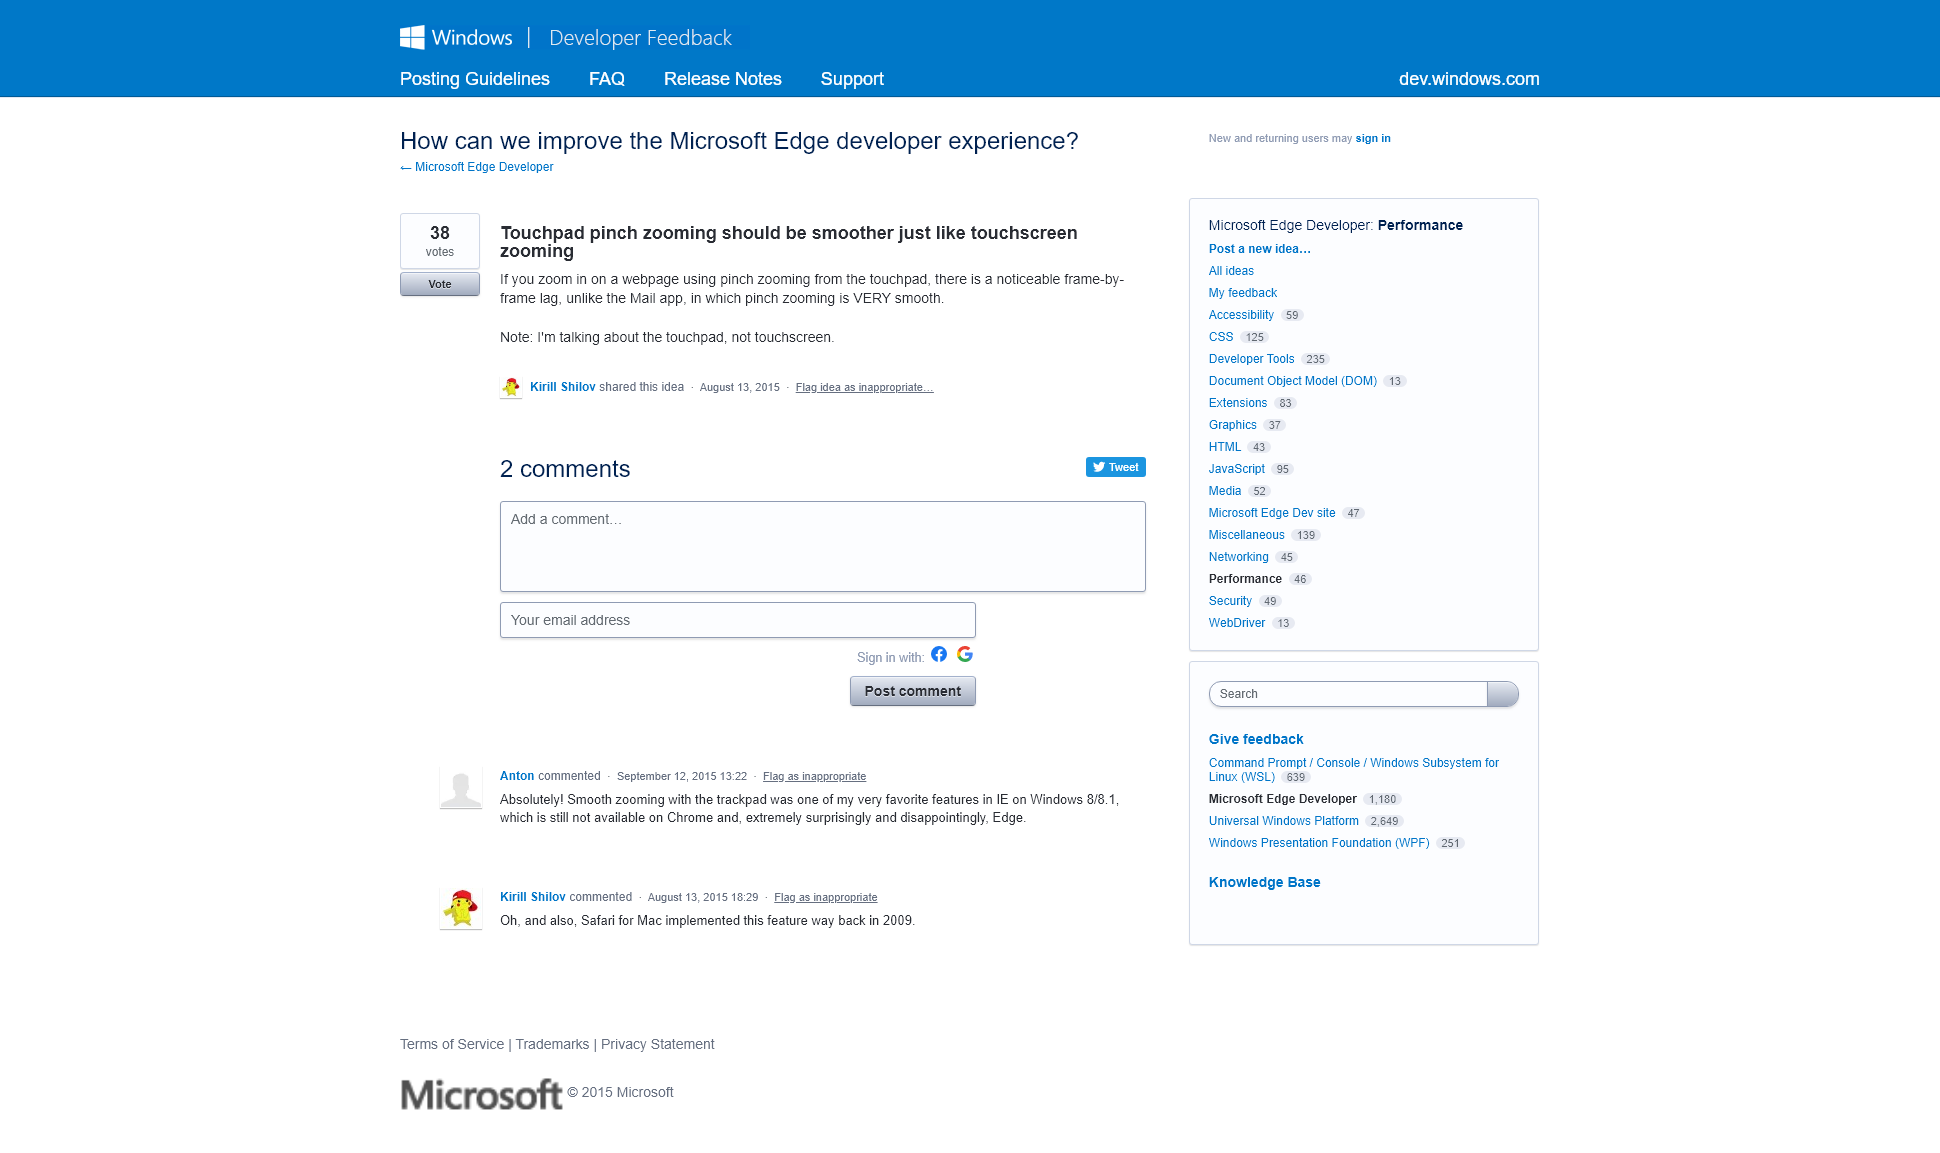 Windows | Developer Feedback
Posting Guidelines FAQ Release Notes Support dev.windows.com
How can we improve the Microsoft Edge developer experience?
← Microsoft Edge Developer
New and returning users may sign in
38
votes
Vote
Touchpad pinch zooming should be smoother just like touchscreen
zooming
If you zoom in on a webpage using pinch zooming from the touchpad, there is a noticeable frame-by-
frame lag, unlike the Mail app, in which pinch zooming is VERY smooth.
Note: I'm talking about the touchpad, not touchscreen.
Kirill Shilov shared this idea · August 13, 2015 · Flag idea as inappropriate…
2 comments
Tweet
Add a comment…
Your email address
Sign in with:
Post comment
Anton commented · September 12, 2015 13:22 · Flag as inappropriate
Absolutely! Smooth zooming with the trackpad was one of my very favorite features in IE on Windows 8/8.1,
which is still not available on Chrome and, extremely surprisingly and disappointingly, Edge.
Kirill Shilov commented · August 13, 2015 18:29 · Flag as inappropriate
Oh, and also, Safari for Mac implemented this feature way back in 2009.
Microsoft Edge Developer: Performance
Post a new idea…
All ideas
My feedback
Accessibility 59
CSS 125
Developer Tools 235
Document Object Model (DOM) 13
Extensions 83
Graphics 37
HTML 43
JavaScript 95
Media 52
Microsoft Edge Dev site 47
Miscellaneous 139
Networking 45
Performance 46
Security 49
WebDriver 13
Search
Give feedback
Command Prompt / Console / Windows Subsystem for
Linux (WSL) 639
Microsoft Edge Developer 1,180
Universal Windows Platform 2,649
Windows Presentation Foundation (WPF) 251
Knowledge Base
Terms of Service | Trademarks | Privacy Statement
Microsoft © 2015 Microsoft